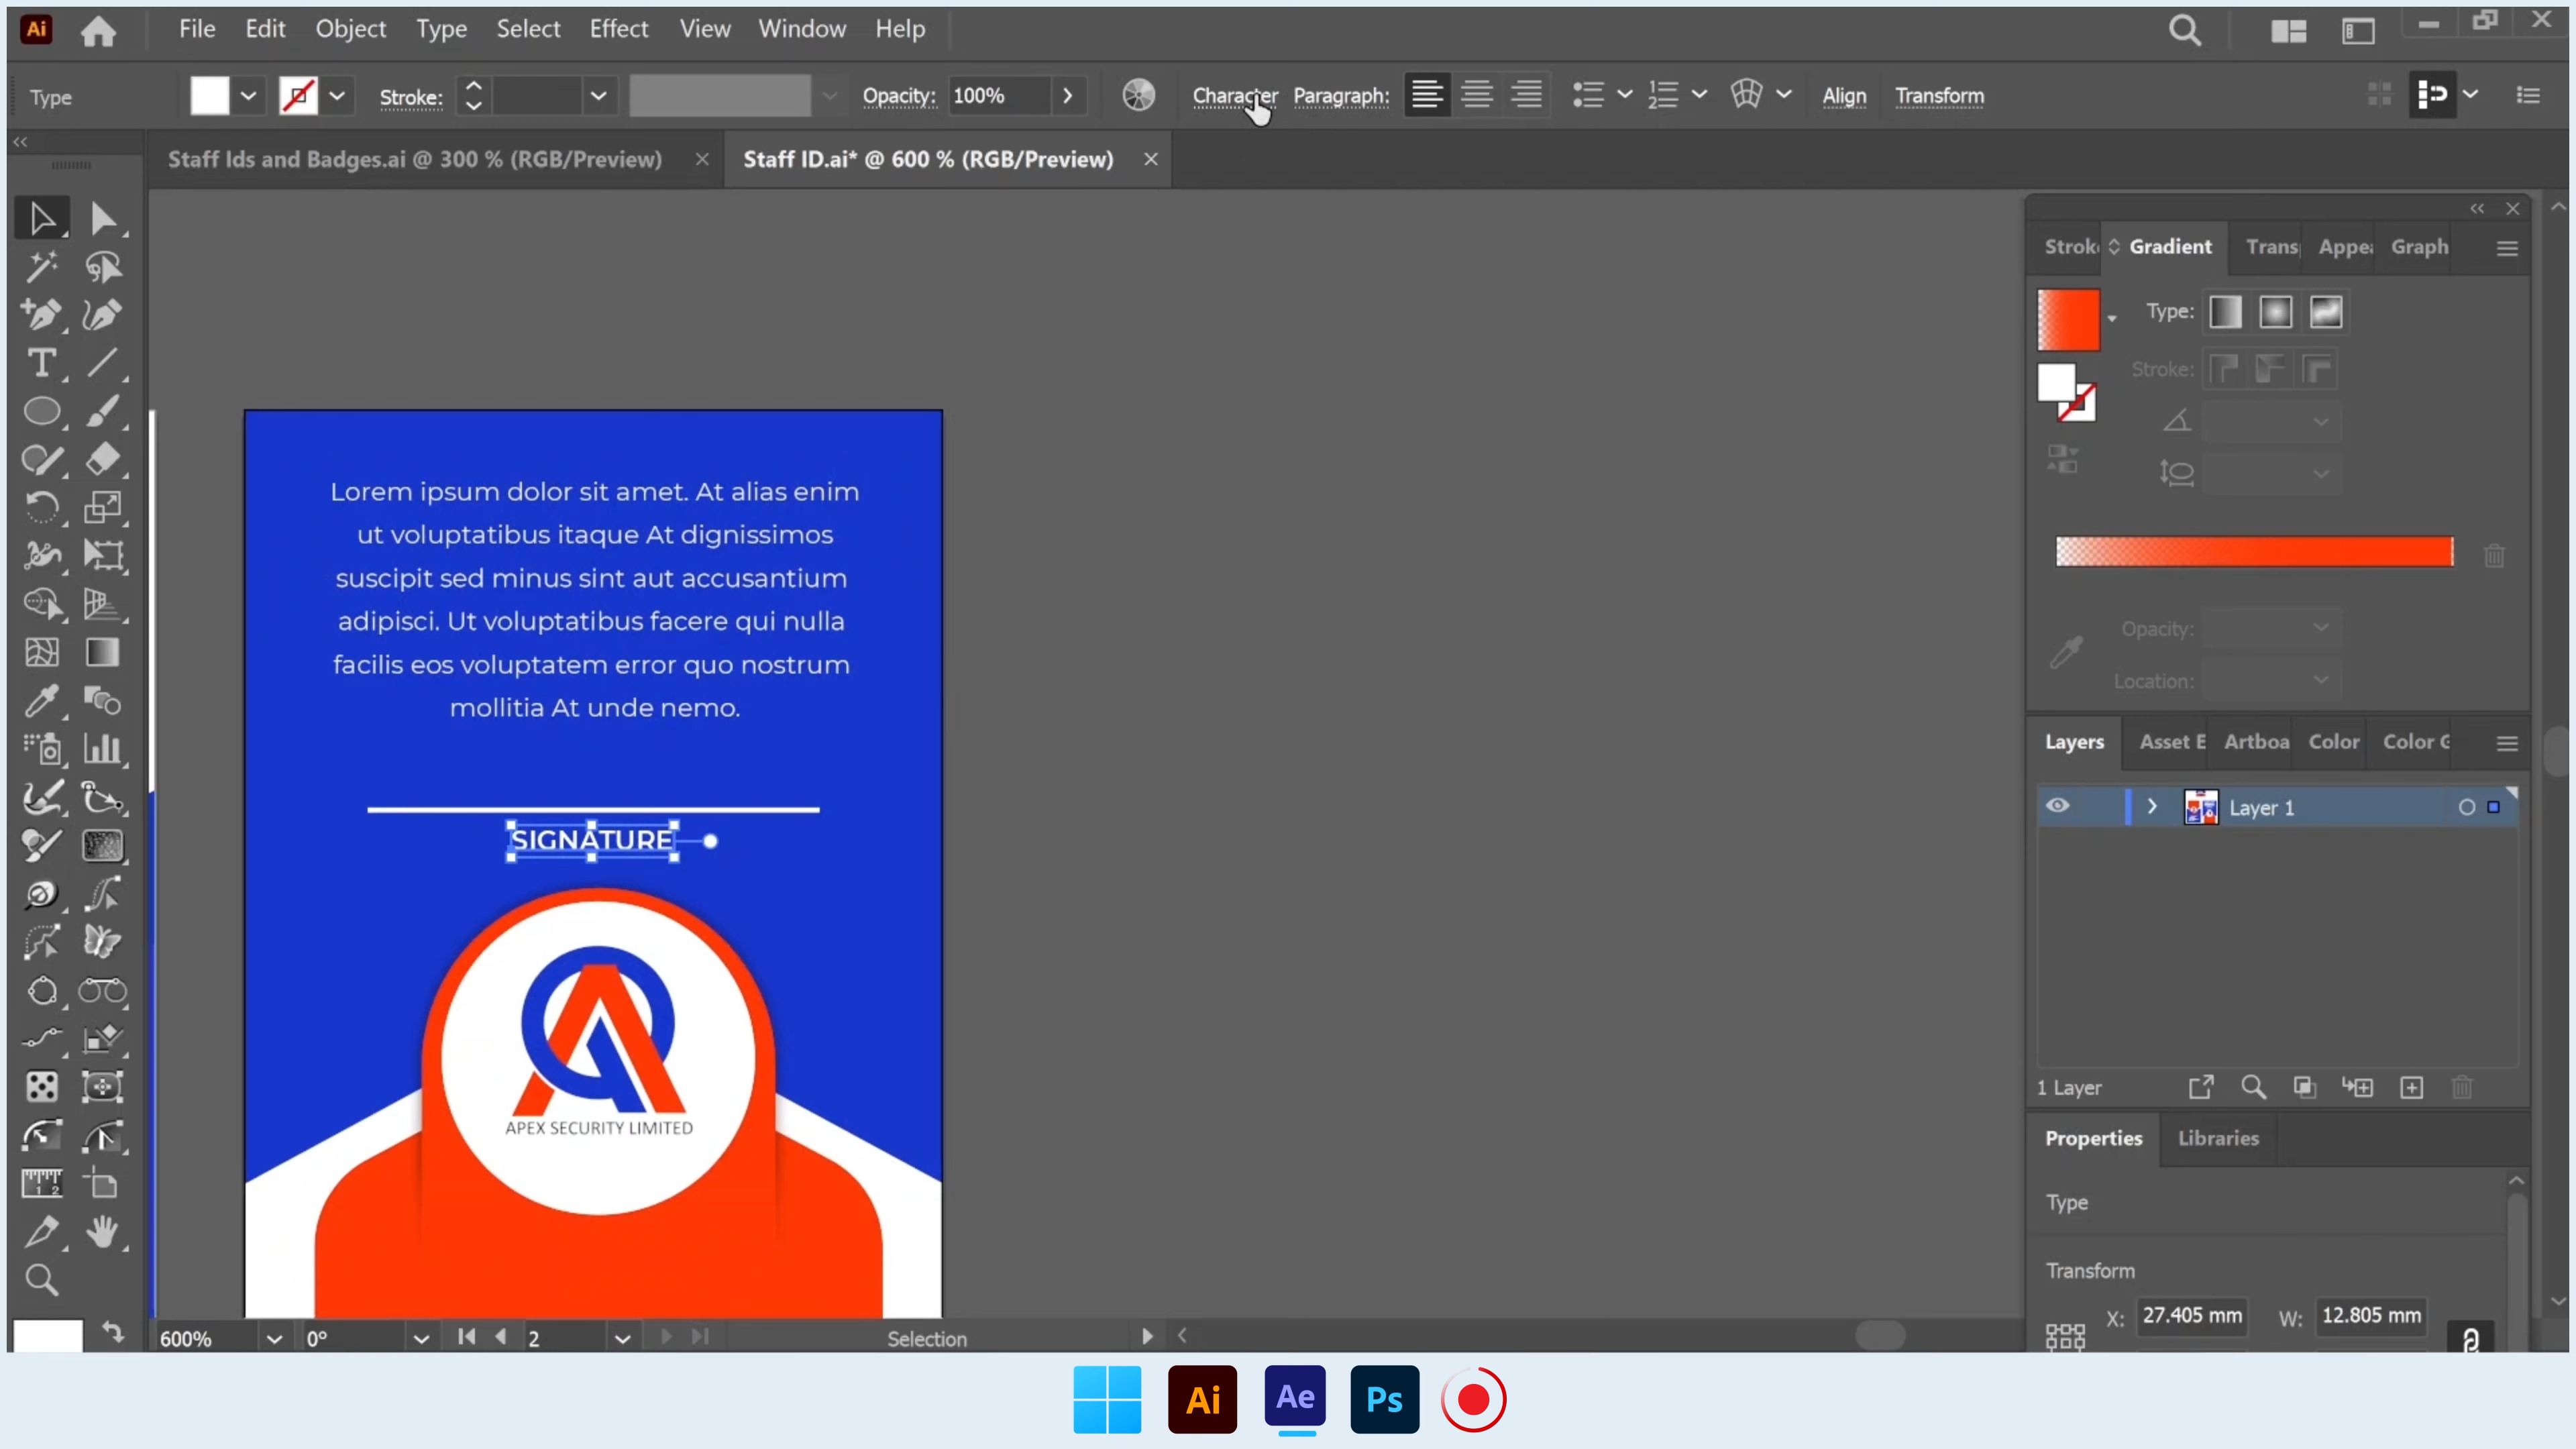 Ai File Edit Object Type Select Effect View Window Help
Type Stroke: Opacity: 100% Character Paragraph: Align Transform
Staff Ids and Badges.ai @ 300 % (RGB/Preview) Staff ID.ai* @ 600 % (RGB/Preview)
Strok Gradient Trans Appea Graph
Type:
Stroke:
Opacity:
Location:
Lorem ipsum dolor sit amet. At alias enim
ut voluptatibus itaque At dignissimos
suscipit sed minus sint aut accusantium
adipisci. Ut voluptatibus facere qui nulla
facilis eos voluptatem error quo nostrum
mollitia At unde nemo.
SIGNATURE
APEX SECURITY LIMITED
Layers Asset E Artboa Color Color G
Layer 1
1 Layer
Properties Libraries
Type
Transform
X: 27.405 mm W: 12.805 mm
600% 0° 2 Selection
Ai Ae Ps